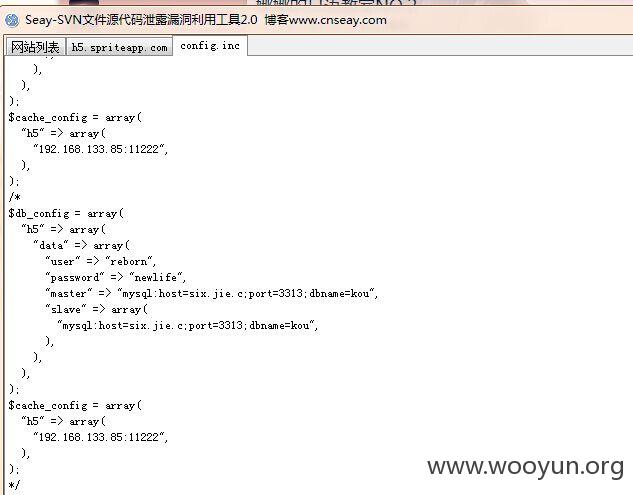 Seay-SVN文件源代码泄露漏洞利用工具2.0 博客www.cnseay.com
网站列表 h5.spriteapp.com config.inc
),
),
);
$cache_config = array(
"h5" => array(
"192.168.133.85:11222",
),
);
/*
$db_config = array(
"h5" => array(
"data" => array(
"user" => "reborn",
"password" => "newlife",
"master" => "mysql:host=six.jie.c;port=3313;dbname=kou",
"slave" => array(
"mysql:host=six.jie.c;port=3313;dbname=kou",
),
),
),
);
$cache_config = array(
"h5" => array(
"192.168.133.85:11222",
),
);
*/
www.wooyun.org